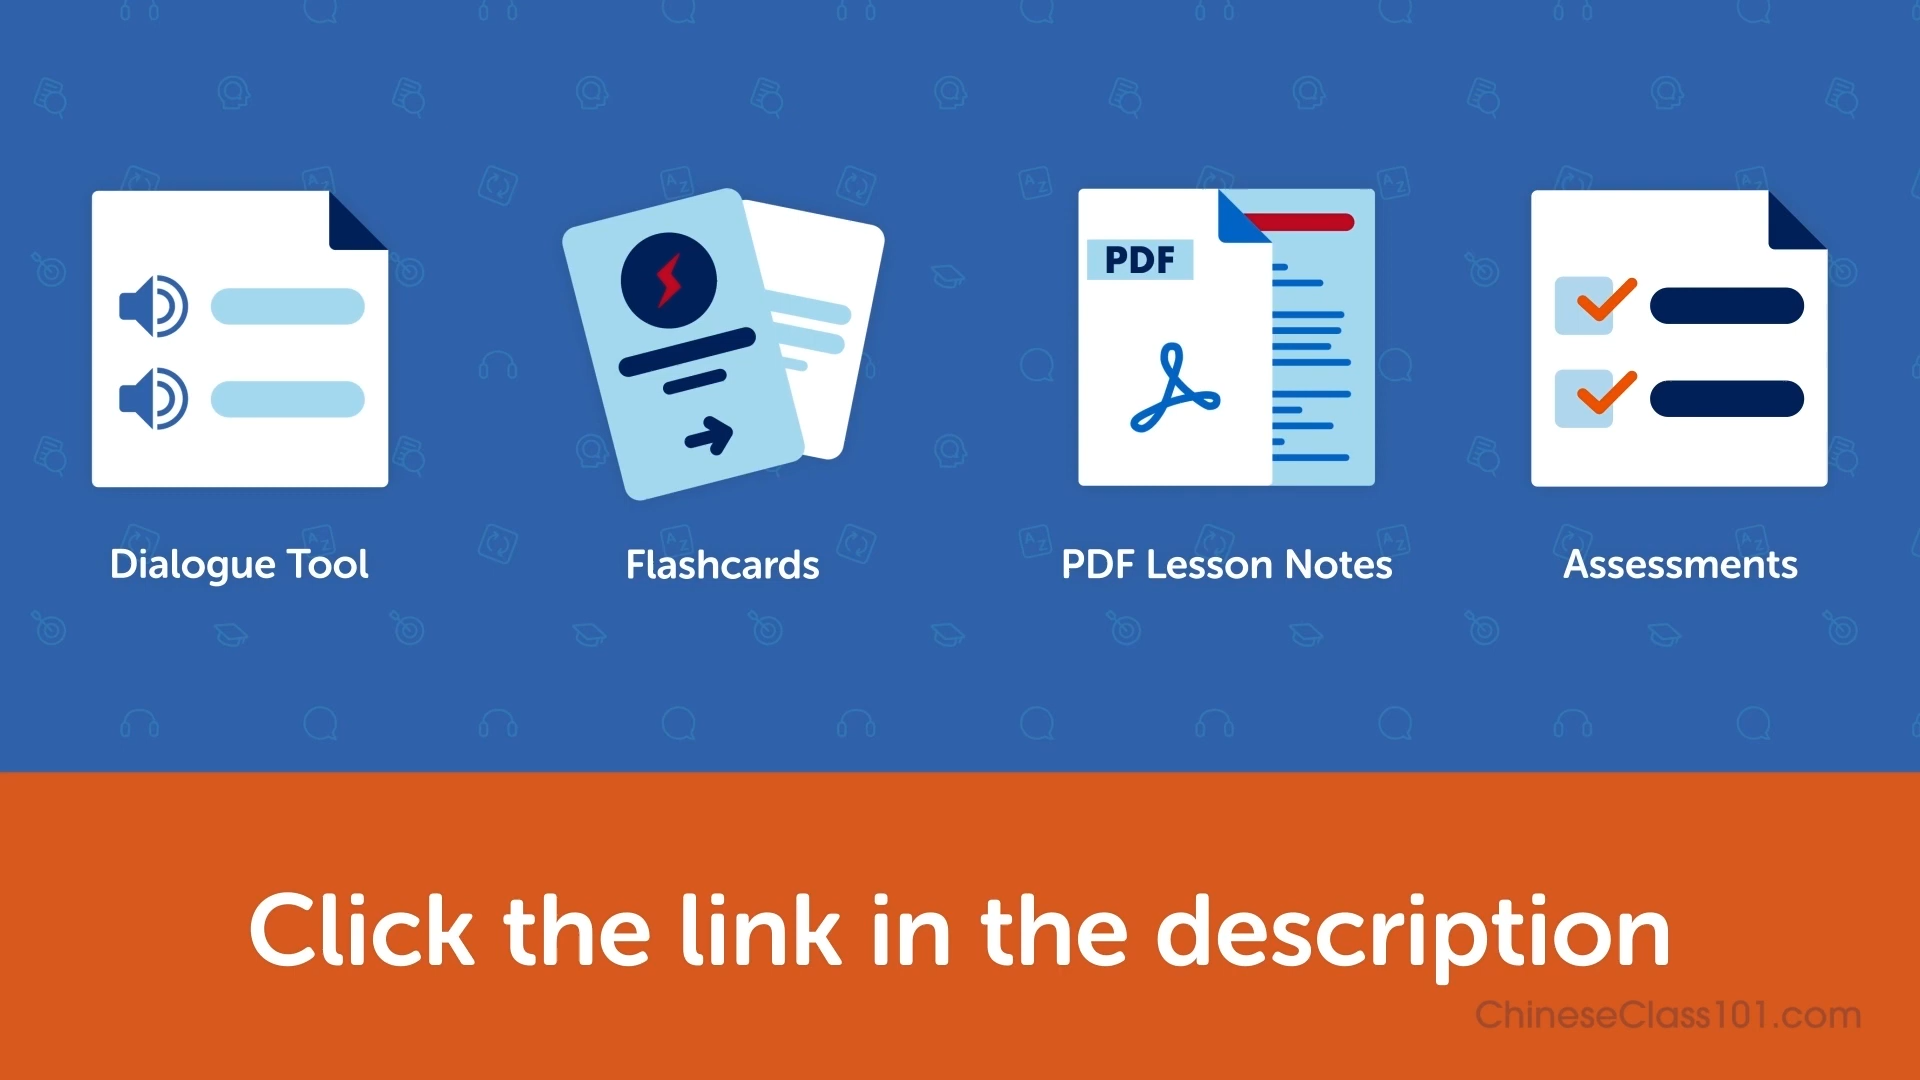 PDF
Dialogue Tool
Flashcards
PDF Lesson Notes
Assessments
Click the link in the description
ChineseClass101.com